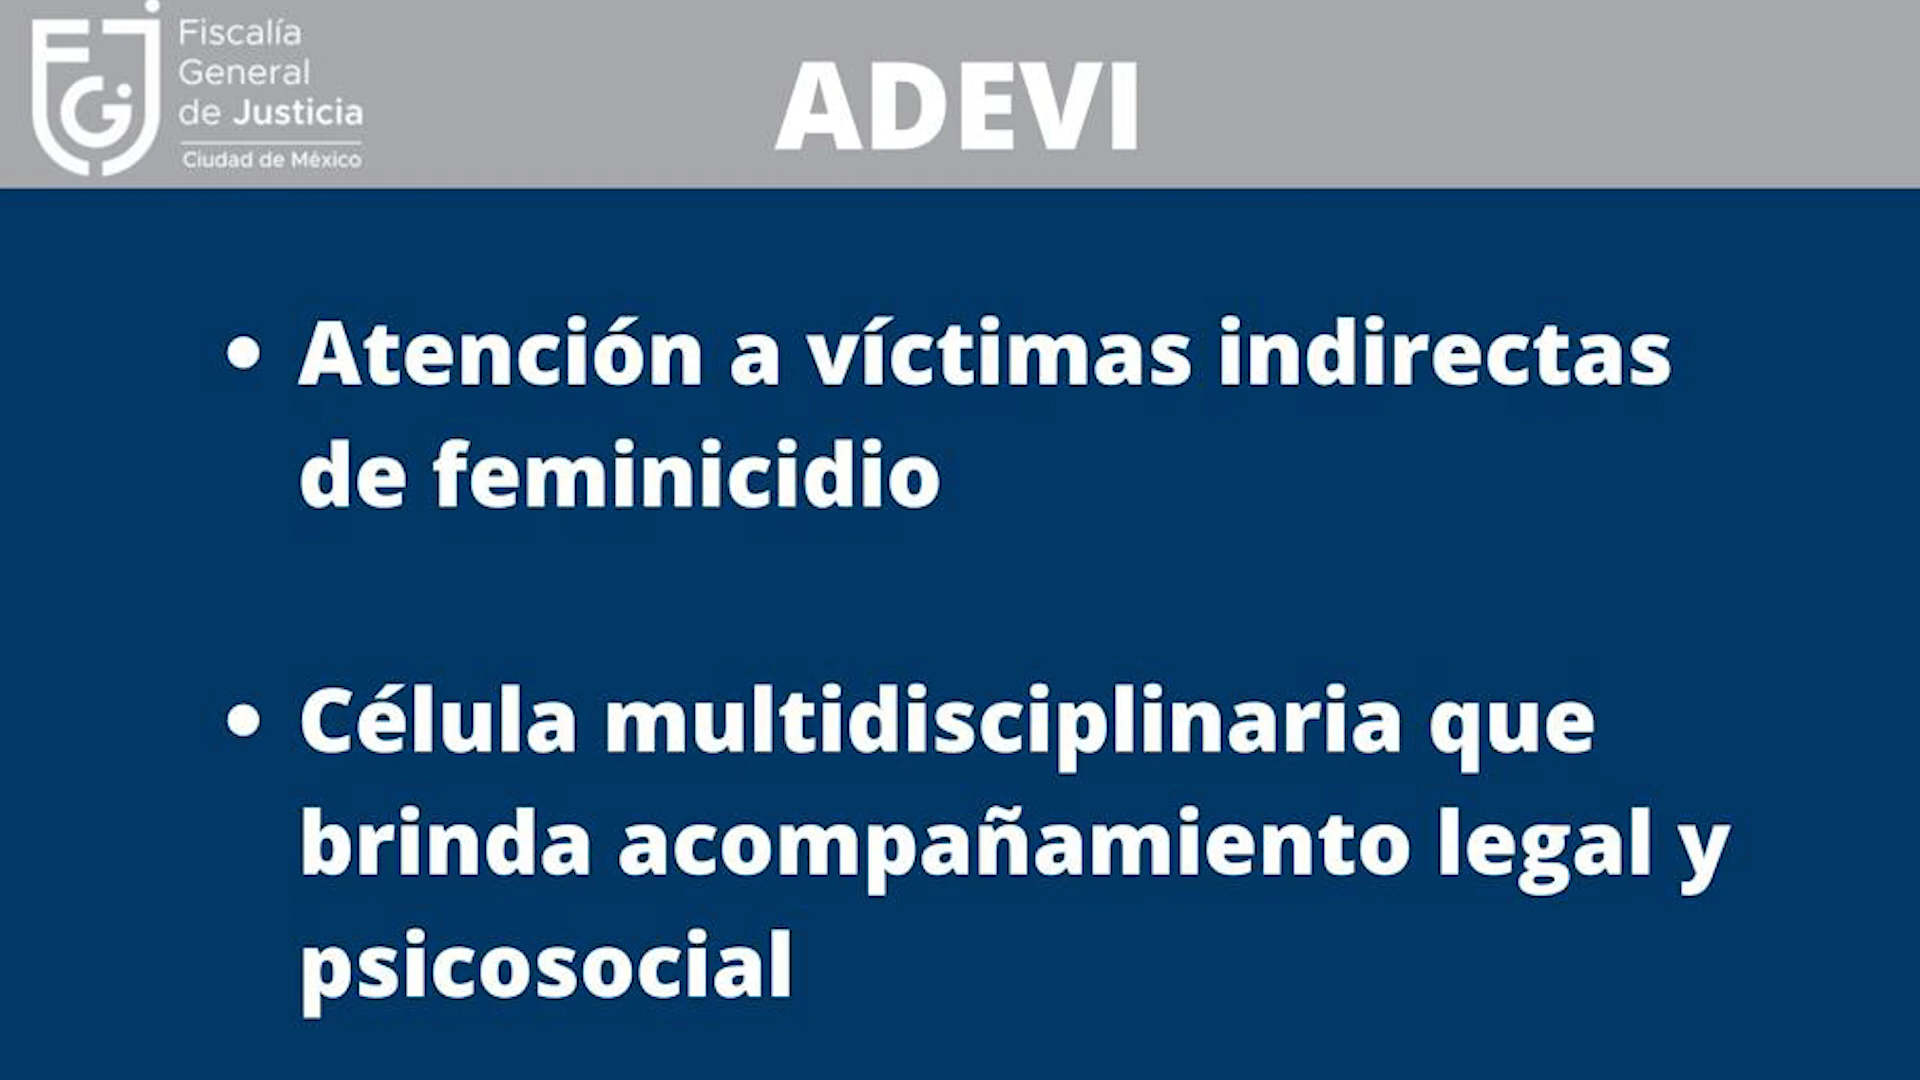 Fiscalía
General
de Justicia
Ciudad de México
ADEVI
• Atención a víctimas indirectas
de feminicidio
• Célula multidisciplinaria que
brinda acompañamiento legal y
psicosocial